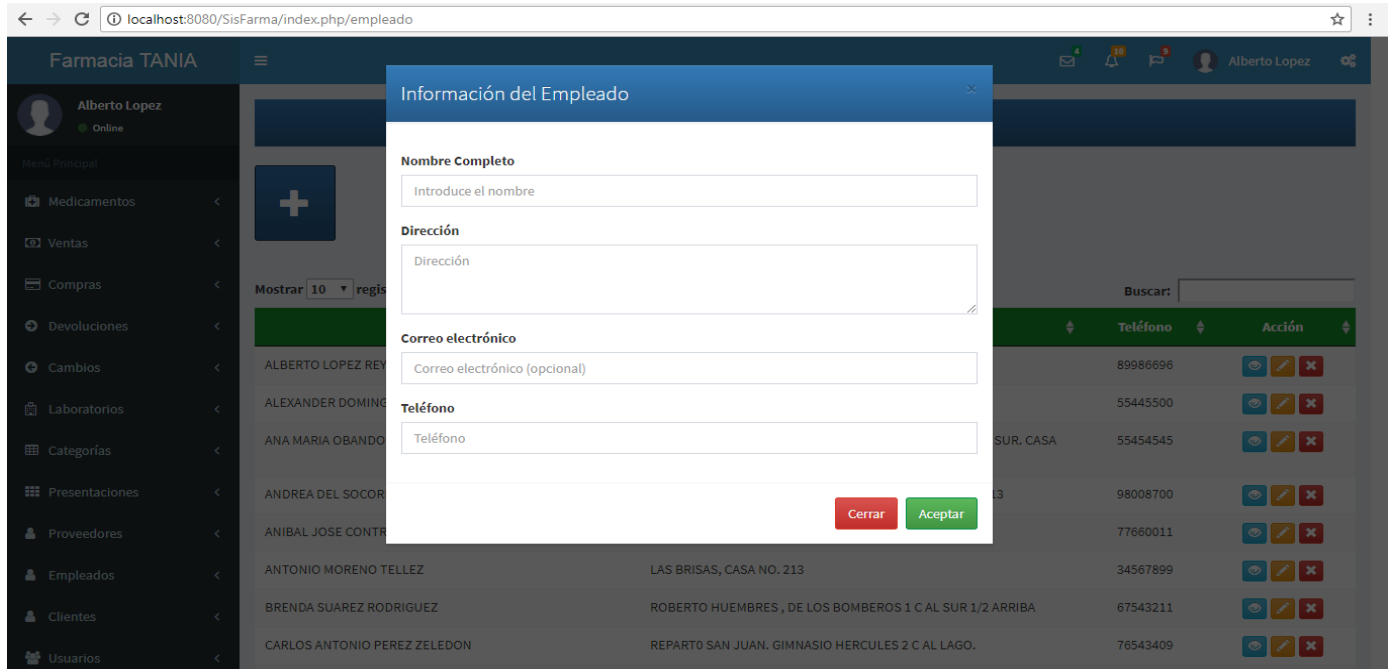 localhost:8080/SisFarma/index.php/empleado
Farmacia TANIA
4
10
9
Alberto Lopez
Alberto Lopez
Online
Menú Principal
Medicamentos
Ventas
Compras
Devoluciones
Cambios
Laboratorios
Categorías
Presentaciones
Proveedores
Empleados
Clientes
Usuarios
Información del Empleado
×
Nombre Completo
Introduce el nombre
Dirección
Dirección
Correo electrónico
Correo electrónico (opcional)
Teléfono
Teléfono
Cerrar
Aceptar
Mostrar 10 regis
Buscar:
Teléfono
Acción
ALBERTO LOPEZ REY 89986696
ALEXANDER DOMING 55445500
ANA MARIA OBANDO SUR. CASA 55454545
ANDREA DEL SOCOR 13 98008700
ANIBAL JOSE CONTR 77660011
ANTONIO MORENO TELLEZ LAS BRISAS, CASA NO. 213 34567899
BRENDA SUAREZ RODRIGUEZ ROBERTO HUEMBRES , DE LOS BOMBEROS 1 C AL SUR 1/2 ARRIBA 67543211
CARLOS ANTONIO PEREZ ZELEDON REPART0 SAN JUAN. GIMNASIO HERCULES 2 C AL LAGO. 76543409